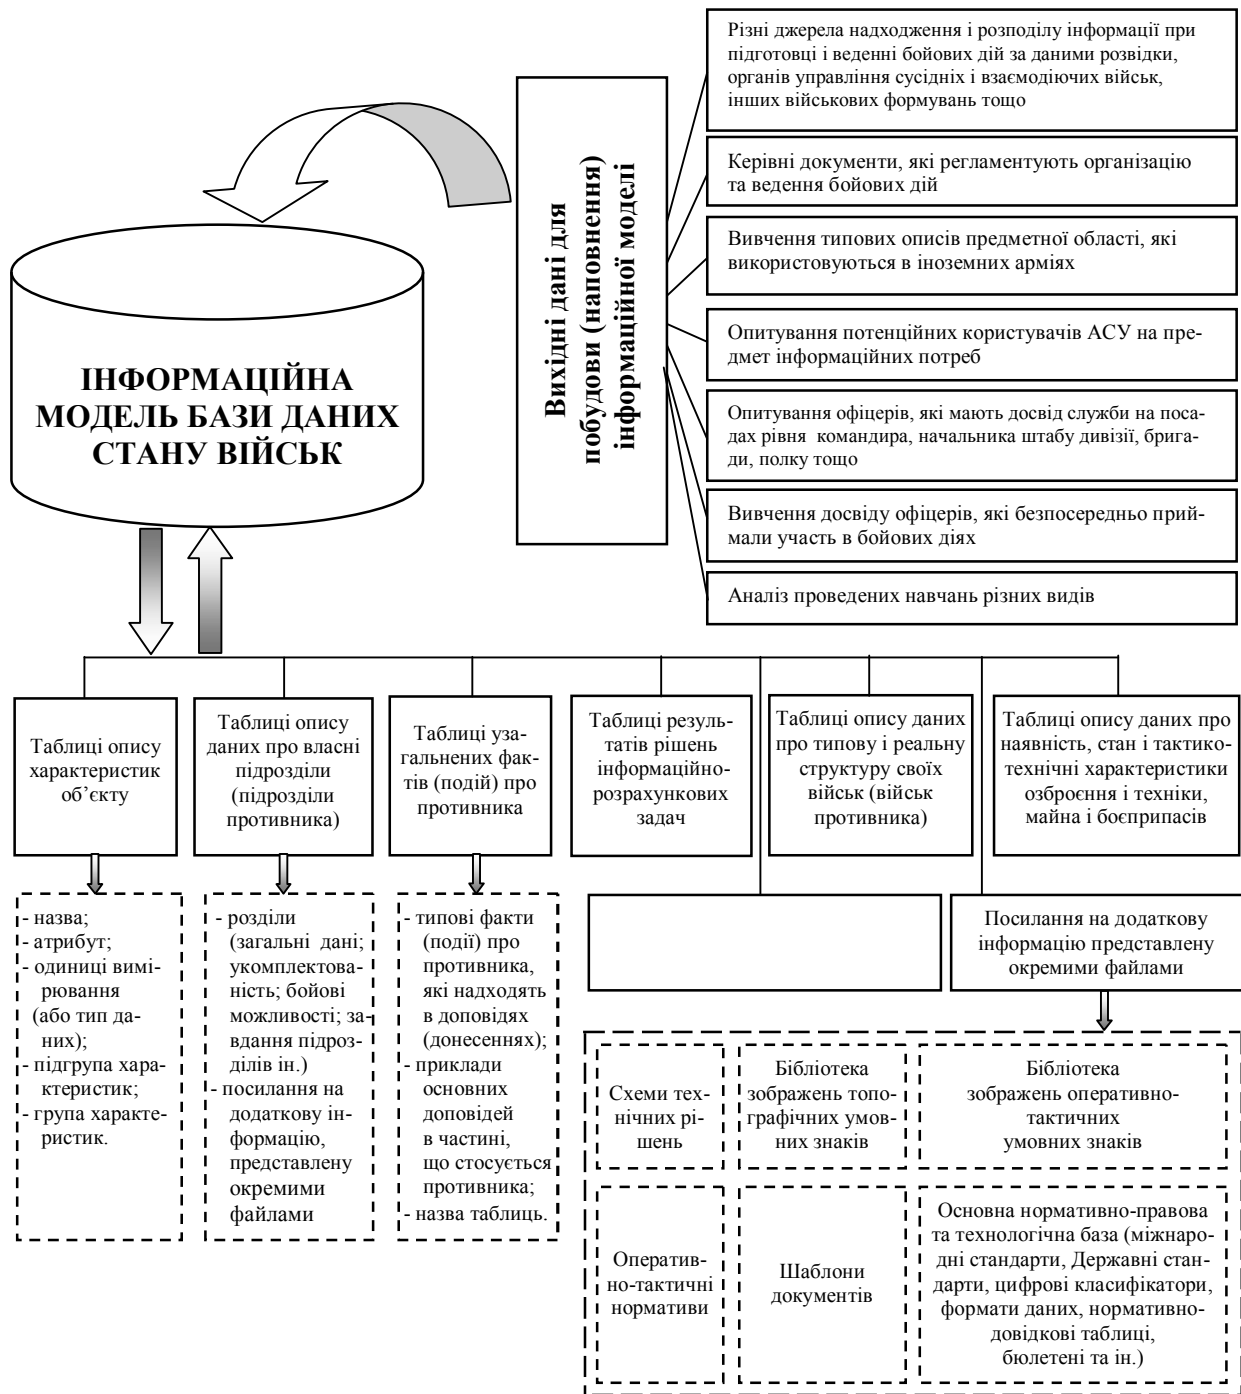 Різні джерела надходження і розподілу інформації при
підготовці і веденні бойових дій за даними розвідки,
органів управління сусідніх і взаємодіючих військ,
інших військових формувань тощо
Керівні документи, які регламентують організацію
та ведення бойових дій
Вивчення типових описів предметної області, які
використовуються в іноземних арміях
Опитування потенційних користувачів АСУ на пре-
дмет інформаційних потреб
Опитування офіцерів, які мають досвід служби на поса-
дах рівня командира, начальника штабу дивізії, брига-
ди, полку тощо
Вивчення досвіду офіцерів, які безпосередньо прий-
мали участь в бойових діях
Аналіз проведених навчань різних видів
Вихідні дані для
побудови (наповнення)
інформаційної моделі
ІНФОРМАЦІЙНА
МОДЕЛЬ БАЗИ ДАНИХ
СТАНУ ВІЙСЬК
Таблиці опису
характеристик
об’єкту
Таблиці опису
даних про власні
підрозділи
(підрозділи
противника)
Таблиці уза-
гальнених фак-
тів (подій) про
противника
Таблиці резуль-
татів рішень
інформаційно-
розрахункових
задач
Таблиці опису даних
про типову і реальну
структуру своїх
військ (військ
противника)
Таблиці опису даних про
наявність, стан і тактико-
технічні характеристики
озброєння і техніки,
майна і боєприпасів
- назва;
- атрибут;
- одиниці вимі-
рювання
(або тип да-
них);
- підгрупа хара-
ктеристик;
- група характе-
ристик.
- розділи
(загальні дані;
укомплектова-
ність; бойові
можливості; за-
вдання підроз-
ділів ін.)
- посилання на
додаткову ін-
формацію,
представлену
окремими
файлами
- типові факти
(події) про
противника,
які надходять
в доповідях
(донесеннях);
- приклади
основних
доповідей
в частині,
що стосується
противника;
- назва таблиць.
Посилання на додаткову
інформацію представлену
окремими файлами
Схеми тех-
нічних рі-
шень
Бібліотека
зображень топо-
графічних умов-
них знаків
Бібліотека
зображень оперативно-
тактичних
умовних знаків
Оператив-
но-тактичні
нормативи
Шаблони
документів
Основна нормативно-правова
та технологічна база (міжнаро-
дні стандарти, Державні стан-
дарти, цифрові класифікатори,
формати даних, нормативно-
довідкові таблиці,
бюлетені та ін.)